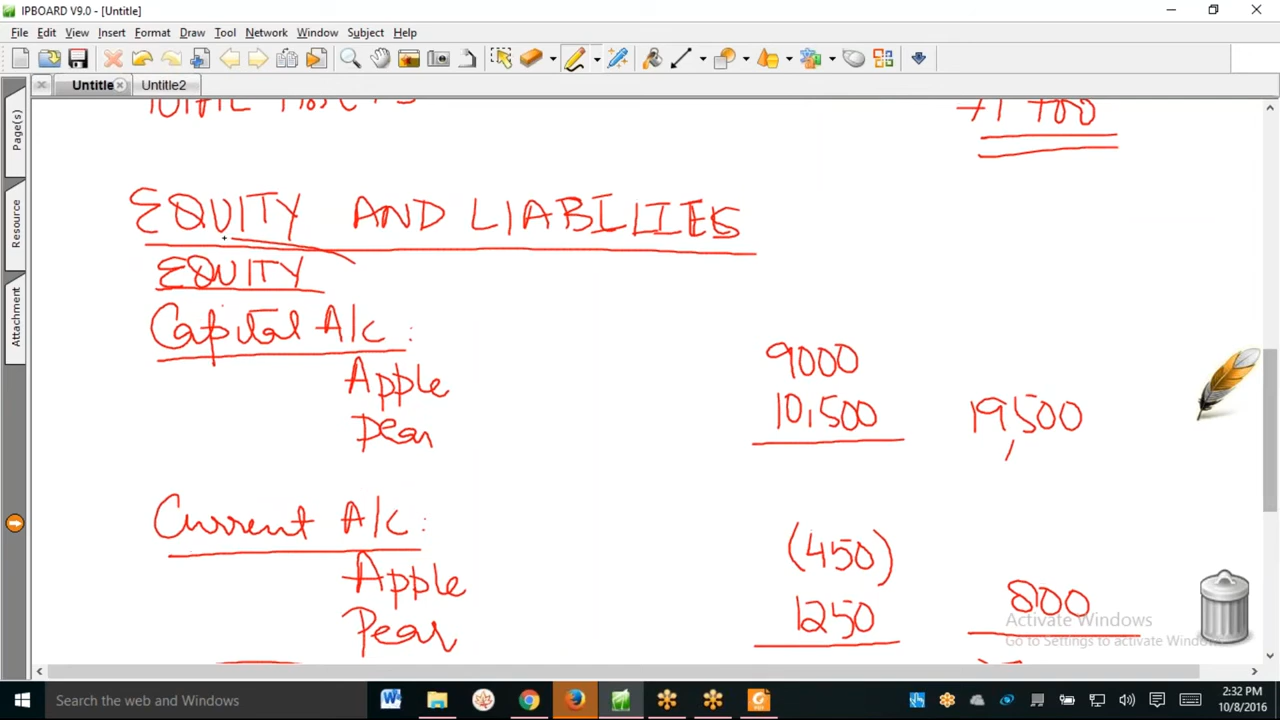 IPBOARD V9.0 - [Untitle]
File Edit View Insert Format Draw Tool Network Window Subject Help
Untitle Untitle2
Page(s)
Resource
Attachment
EQUITY AND LIABILIIES
EQUITY
Capital A/c :
Apple 9000
Pear 10,500 19,500
Current A/c :
Apple (450)
Pear 1250 800
Activate Windows
Go to Settings to activate Windows.
Search the web and Windows
2:32 PM
10/8/2016